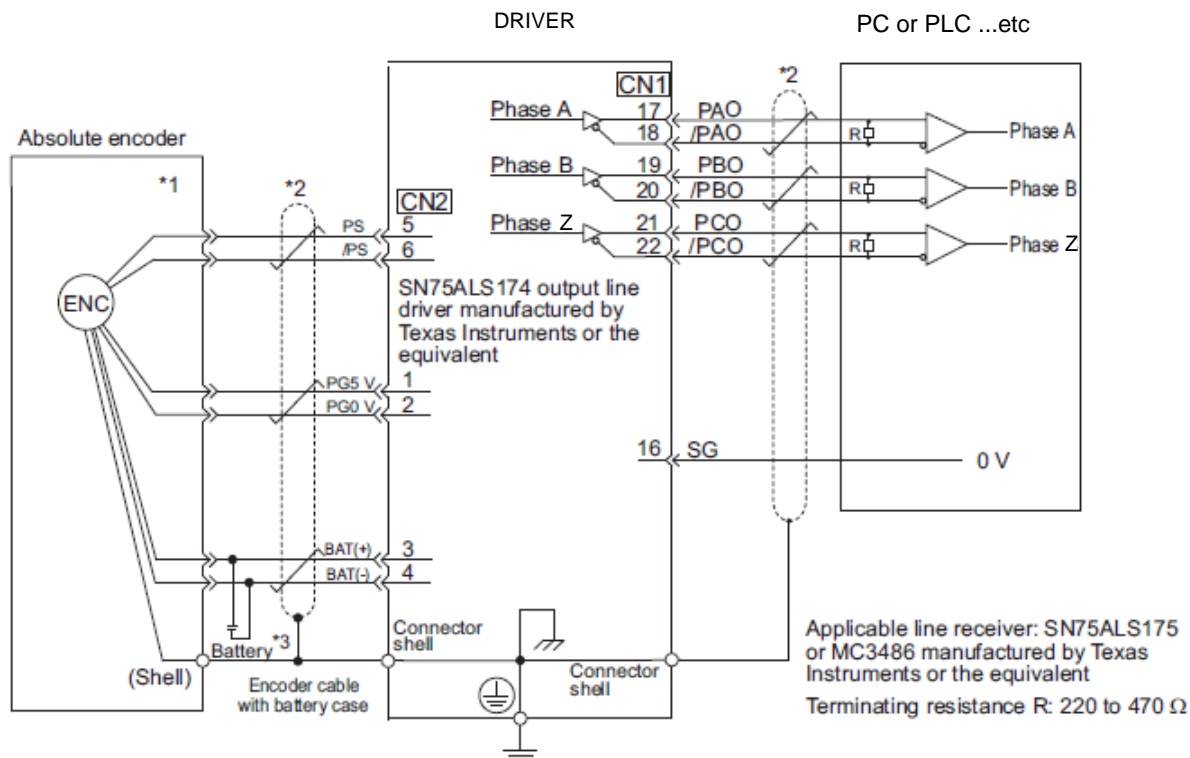 DRIVER
PC or PLC ...etc
Absolute encoder
*1
*2
CN2
CN1
*2
Phase A
17
PAO
18
/PAO
R
Phase A
Phase B
19
PBO
20
/PBO
R
Phase B
Phase Z
21
PCO
22
/PCO
R
Phase Z
PS
5
/PS
6
ENC
SN75ALS174 output line
driver manufactured by
Texas Instruments or the
equivalent
PG5 V
1
PG0 V
2
16
SG
0 V
BAT(+)
3
BAT(-)
4
Battery
*3
(Shell)
Encoder cable
with battery case
Connector
shell
Connector
shell
Applicable line receiver: SN75ALS175
or MC3486 manufactured by Texas
Instruments or the equivalent
Terminating resistance R: 220 to 470 Ω